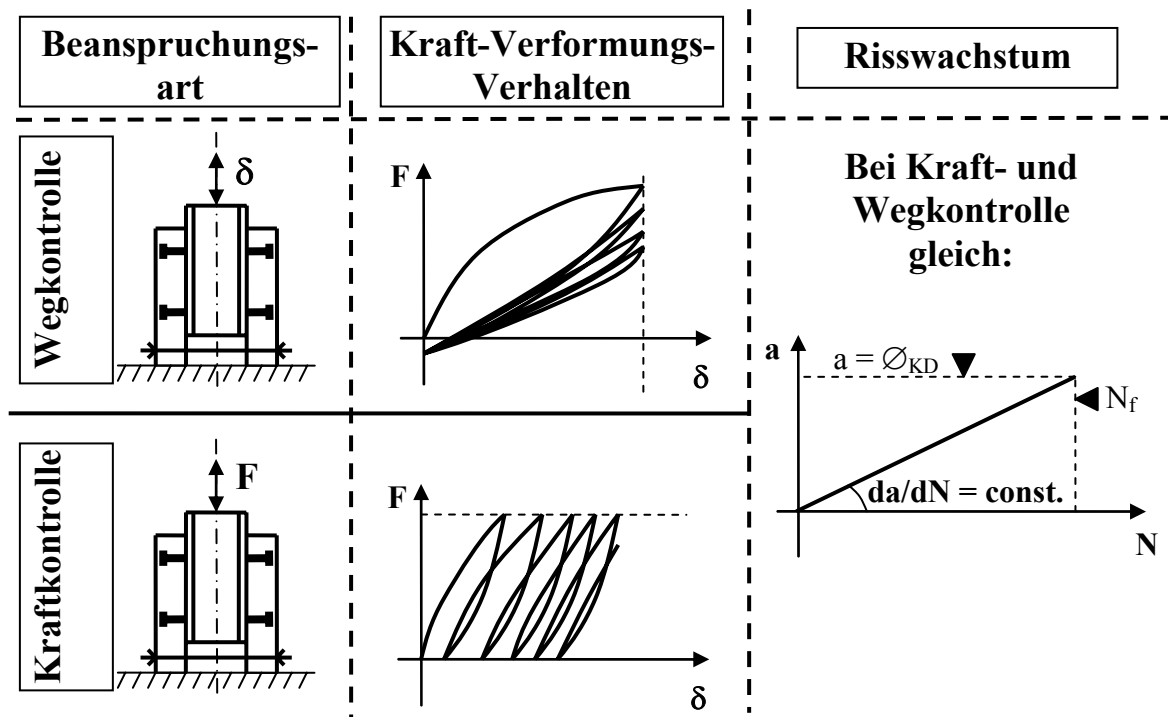 Beanspruchungs-
art
Kraft-Verformungs-
Verhalten
Risswachstum
Wegkontrolle
δ
F
δ
Bei Kraft- und
Wegkontrolle
gleich:
a
a = ∅KD
Nf
da/dN = const.
N
Kraftkontrolle
F
F
δ